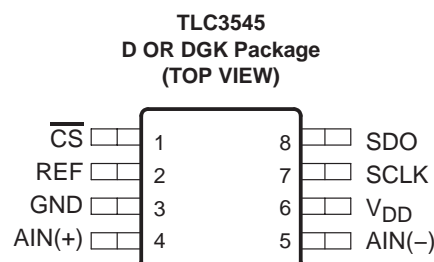 TLC3545
D OR DGK Package
(TOP VIEW)
CS 1 8 SDO
REF 2 7 SCLK
GND 3 6 VDD
AIN(+) 4 5 AIN(−)